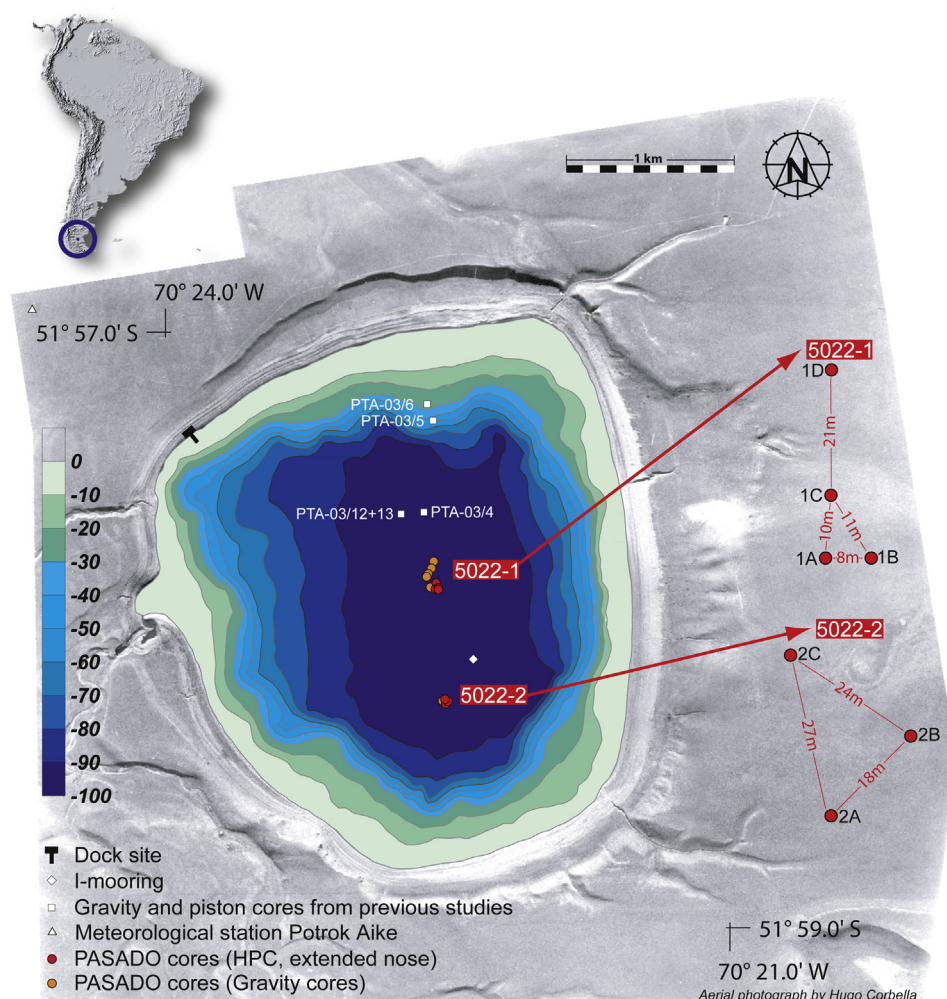 1 km
N
70° 24.0' W
51° 57.0' S
5022-1
1D
21m
1C
10m
11m
1A
8m
1B
PTA-03/6
PTA-03/5
PTA-03/12+13
PTA-03/4
5022-1
5022-2
5022-2
2C
24m
27m
2B
18m
2A
0
-10
-20
-30
-40
-50
-60
-70
-80
-90
-100
Dock site
I-mooring
Gravity and piston cores from previous studies
Meteorological station Potrok Aike
PASADO cores (HPC, extended nose)
PASADO cores (Gravity cores)
51° 59.0' S
70° 21.0' W
Aerial photograph by Hugo Corbella